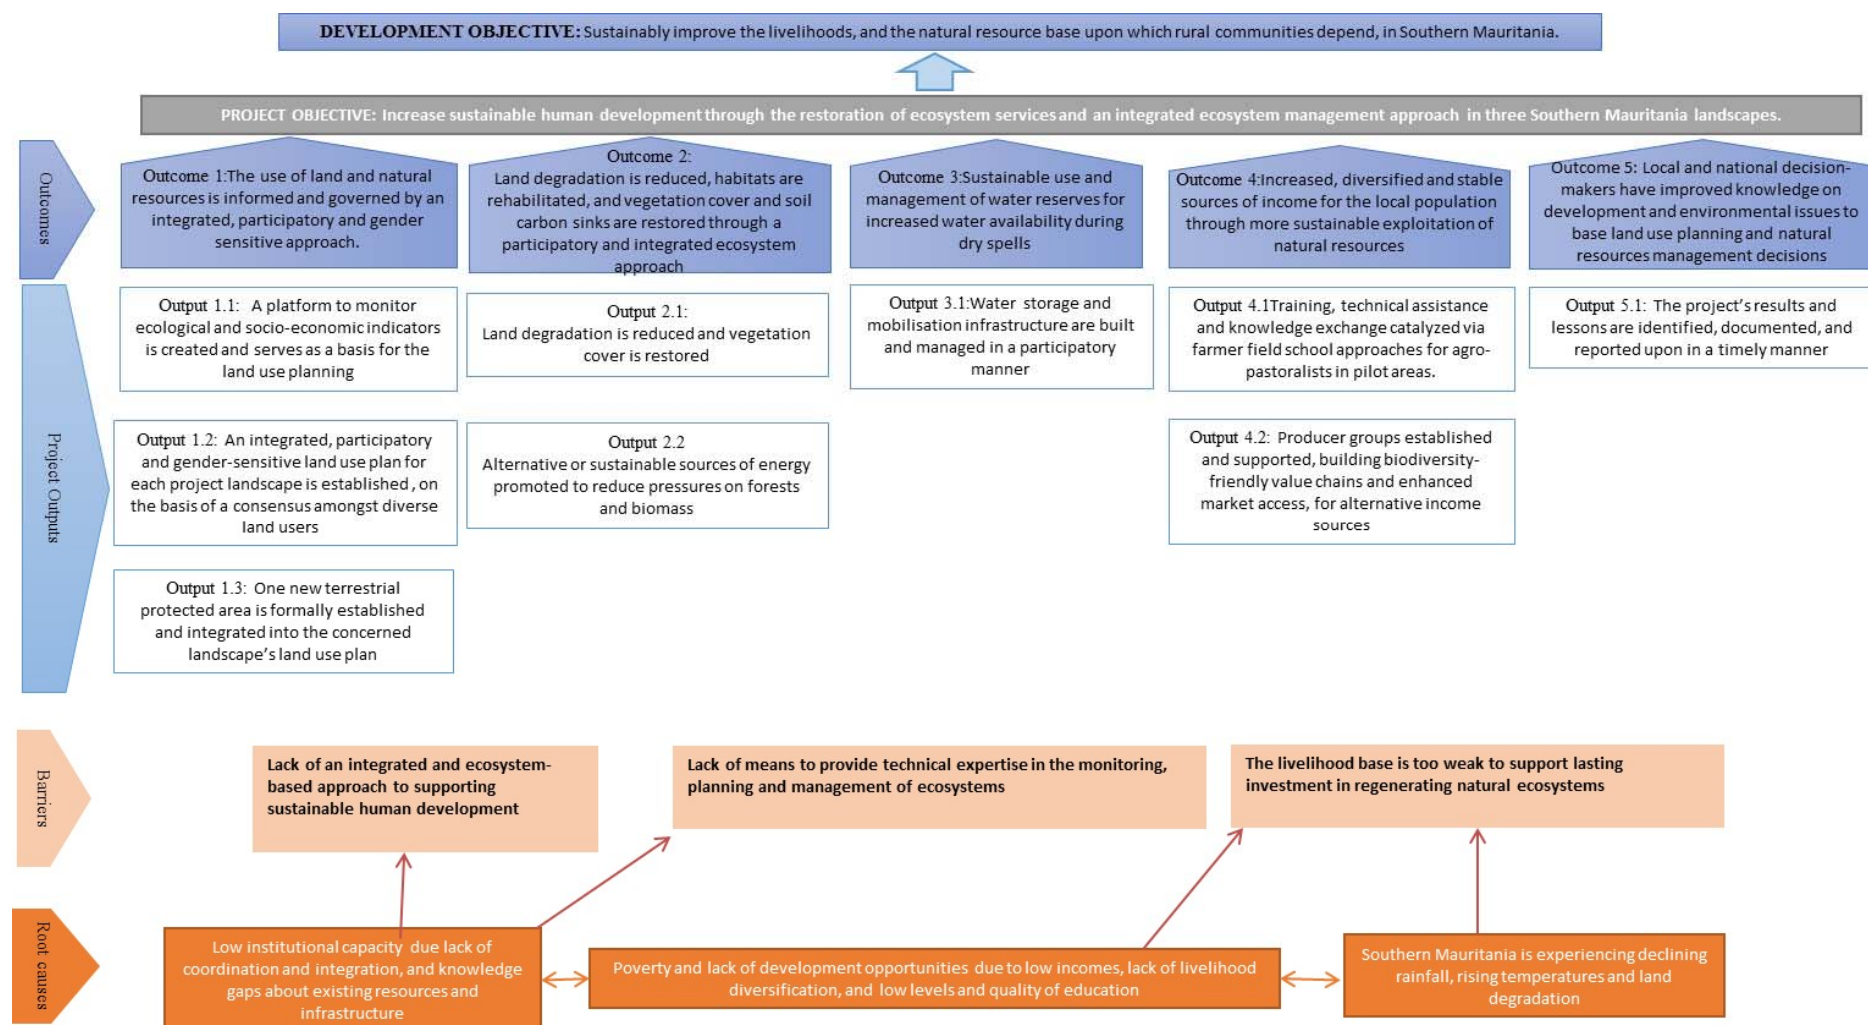 DEVELOPMENT OBJECTIVE: Sustainably improve the livelihoods, and the natural resource base upon which rural communities depend, in Southern Mauritania.
PROJECT OBJECTIVE: Increase sustainable human development through the restoration of ecosystem services and an integrated ecosystem management approach in three Southern Mauritania landscapes.
Outcomes
Outcome 1:The use of land and natural
resources is informed and governed by an
integrated, participatory and gender
sensitive approach.
Outcome 2:
Land degradation is reduced, habitats are
rehabilitated, and vegetation cover and soil
carbon sinks are restored through a
participatory and integrated ecosystem
approach
Outcome 3:Sustainable use and
management of water reserves for
increased water availability during
dry spells
Outcome 4:Increased, diversified and stable
sources of income for the local population
through more sustainable exploitation of
natural resources
Outcome 5: Local and national decision-
makers have improved knowledge on
development and environmental issues to
base land use planning and natural
resources management decisions
Project Outputs
Output 1.1: A platform to monitor
ecological and socio-economic indicators
is created and serves as a basis for the
land use planning
Output 2.1:
Land degradation is reduced and vegetation
cover is restored
Output 3.1:Water storage and
mobilisation infrastructure are built
and managed in a participatory
manner
Output 4.1Training, technical assistance
and knowledge exchange catalyzed via
farmer field school approaches for agro-
pastoralists in pilot areas.
Output 5.1: The project's results and
lessons are identified, documented, and
reported upon in a timely manner
Output 1.2: An integrated, participatory
and gender-sensitive land use plan for
each project landscape is established , on
the basis of a consensus amongst diverse
land users
Output 2.2
Alternative or sustainable sources of energy
promoted to reduce pressures on forests
and biomass
Output 4.2: Producer groups established
and supported, building biodiversity-
friendly value chains and enhanced
market access, for alternative income
sources
Output 1.3: One new terrestrial
protected area is formally established
and integrated into the concerned
landscape's land use plan
Barriers
Lack of an integrated and ecosystem-
based approach to supporting
sustainable human development
Lack of means to provide technical expertise in the monitoring,
planning and management of ecosystems
The livelihood base is too weak to support lasting
investment in regenerating natural ecosystems
Root causes
Low institutional capacity due lack of
coordination and integration, and knowledge
gaps about existing resources and
infrastructure
Poverty and lack of development opportunities due to low incomes, lack of livelihood
diversification, and low levels and quality of education
Southern Mauritania is experiencing declining
rainfall, rising temperatures and land
degradation